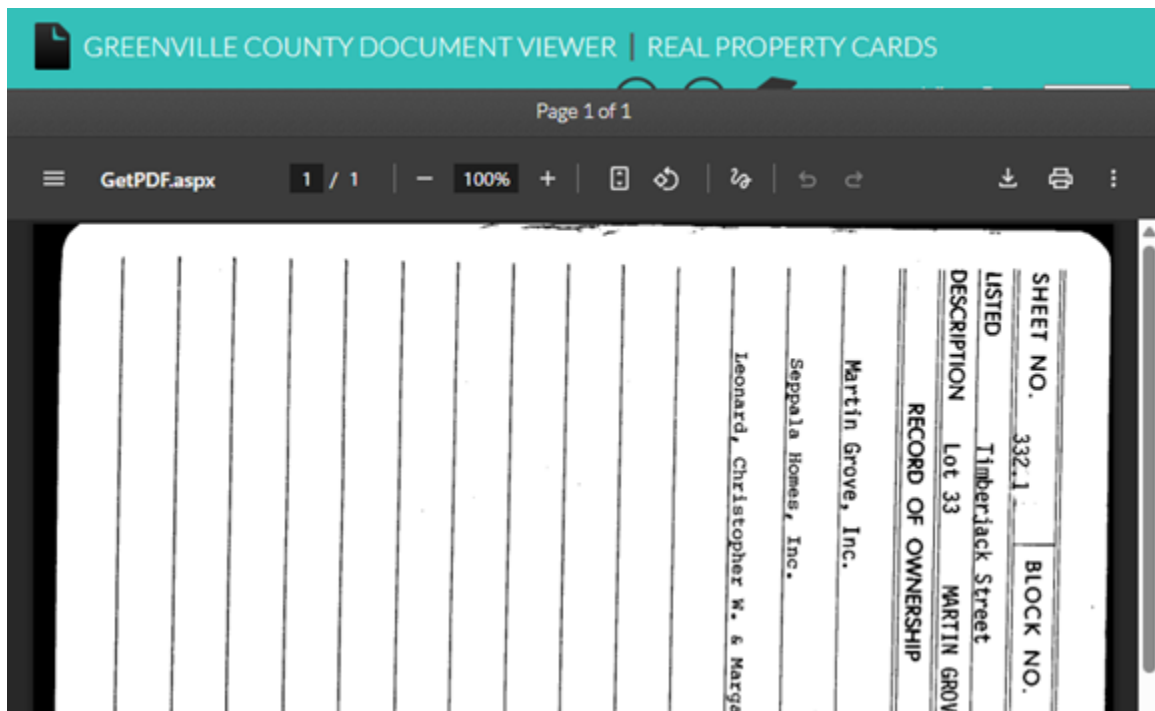 GREENVILLE COUNTY DOCUMENT VIEWER | REAL PROPERTY CARDS
Page 1 of 1
GetPDF.aspx 1 / 1 100%
SHEET NO. 332.1 BLOCK NO.
LISTED Timberjack Street
DESCRIPTION Lot 33 MARTIN GROV
RECORD OF OWNERSHIP
Martin Grove, Inc.
Seppala Homes, Inc.
Leonard, Christopher W. & Marga